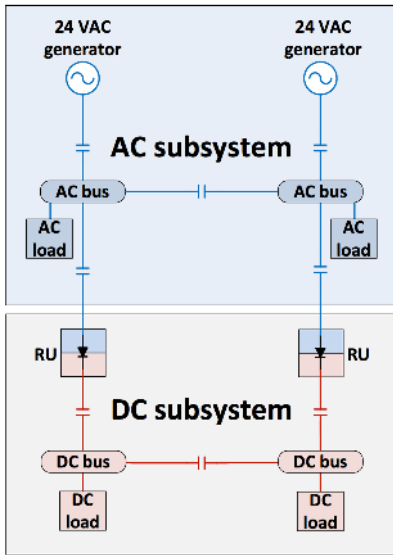 24 VAC
generator
24 VAC
generator
AC subsystem
AC bus
AC bus
AC
load
AC
load
RU
RU
DC subsystem
DC bus
DC bus
DC
load
DC
load